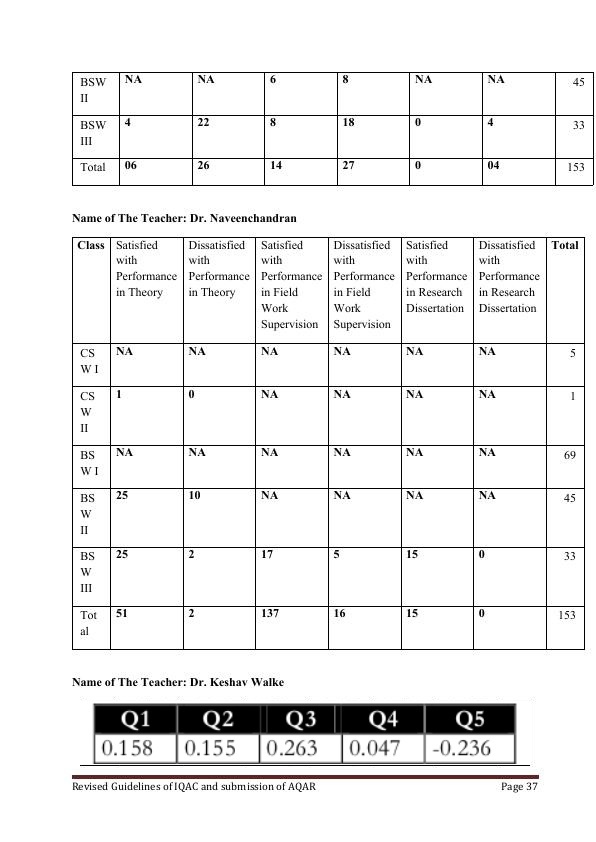 BSW II NA NA 6 8 NA NA 45
BSW III 4 22 8 18 0 4 33
Total 06 26 14 27 0 04 153
Name of The Teacher: Dr. Naveenchandran
Class Satisfied with Performance in Theory Dissatisfied with Performance in Theory Satisfied with Performance in Field Work Supervision Dissatisfied with Performance in Field Work Supervision Satisfied with Performance in Research Dissertation Dissatisfied with Performance in Research Dissertation Total
CS W I NA NA NA NA NA NA 5
CS W II 1 0 NA NA NA NA 1
BS W I NA NA NA NA NA NA 69
BS W II 25 10 NA NA NA NA 45
BS W III 25 2 17 5 15 0 33
Tot al 51 2 137 16 15 0 153
Name of The Teacher: Dr. Keshav Walke
Q1 Q2 Q3 Q4 Q5
0.158 0.155 0.263 0.047 -0.236
Revised Guidelines of IQAC and submission of AQAR Page 37